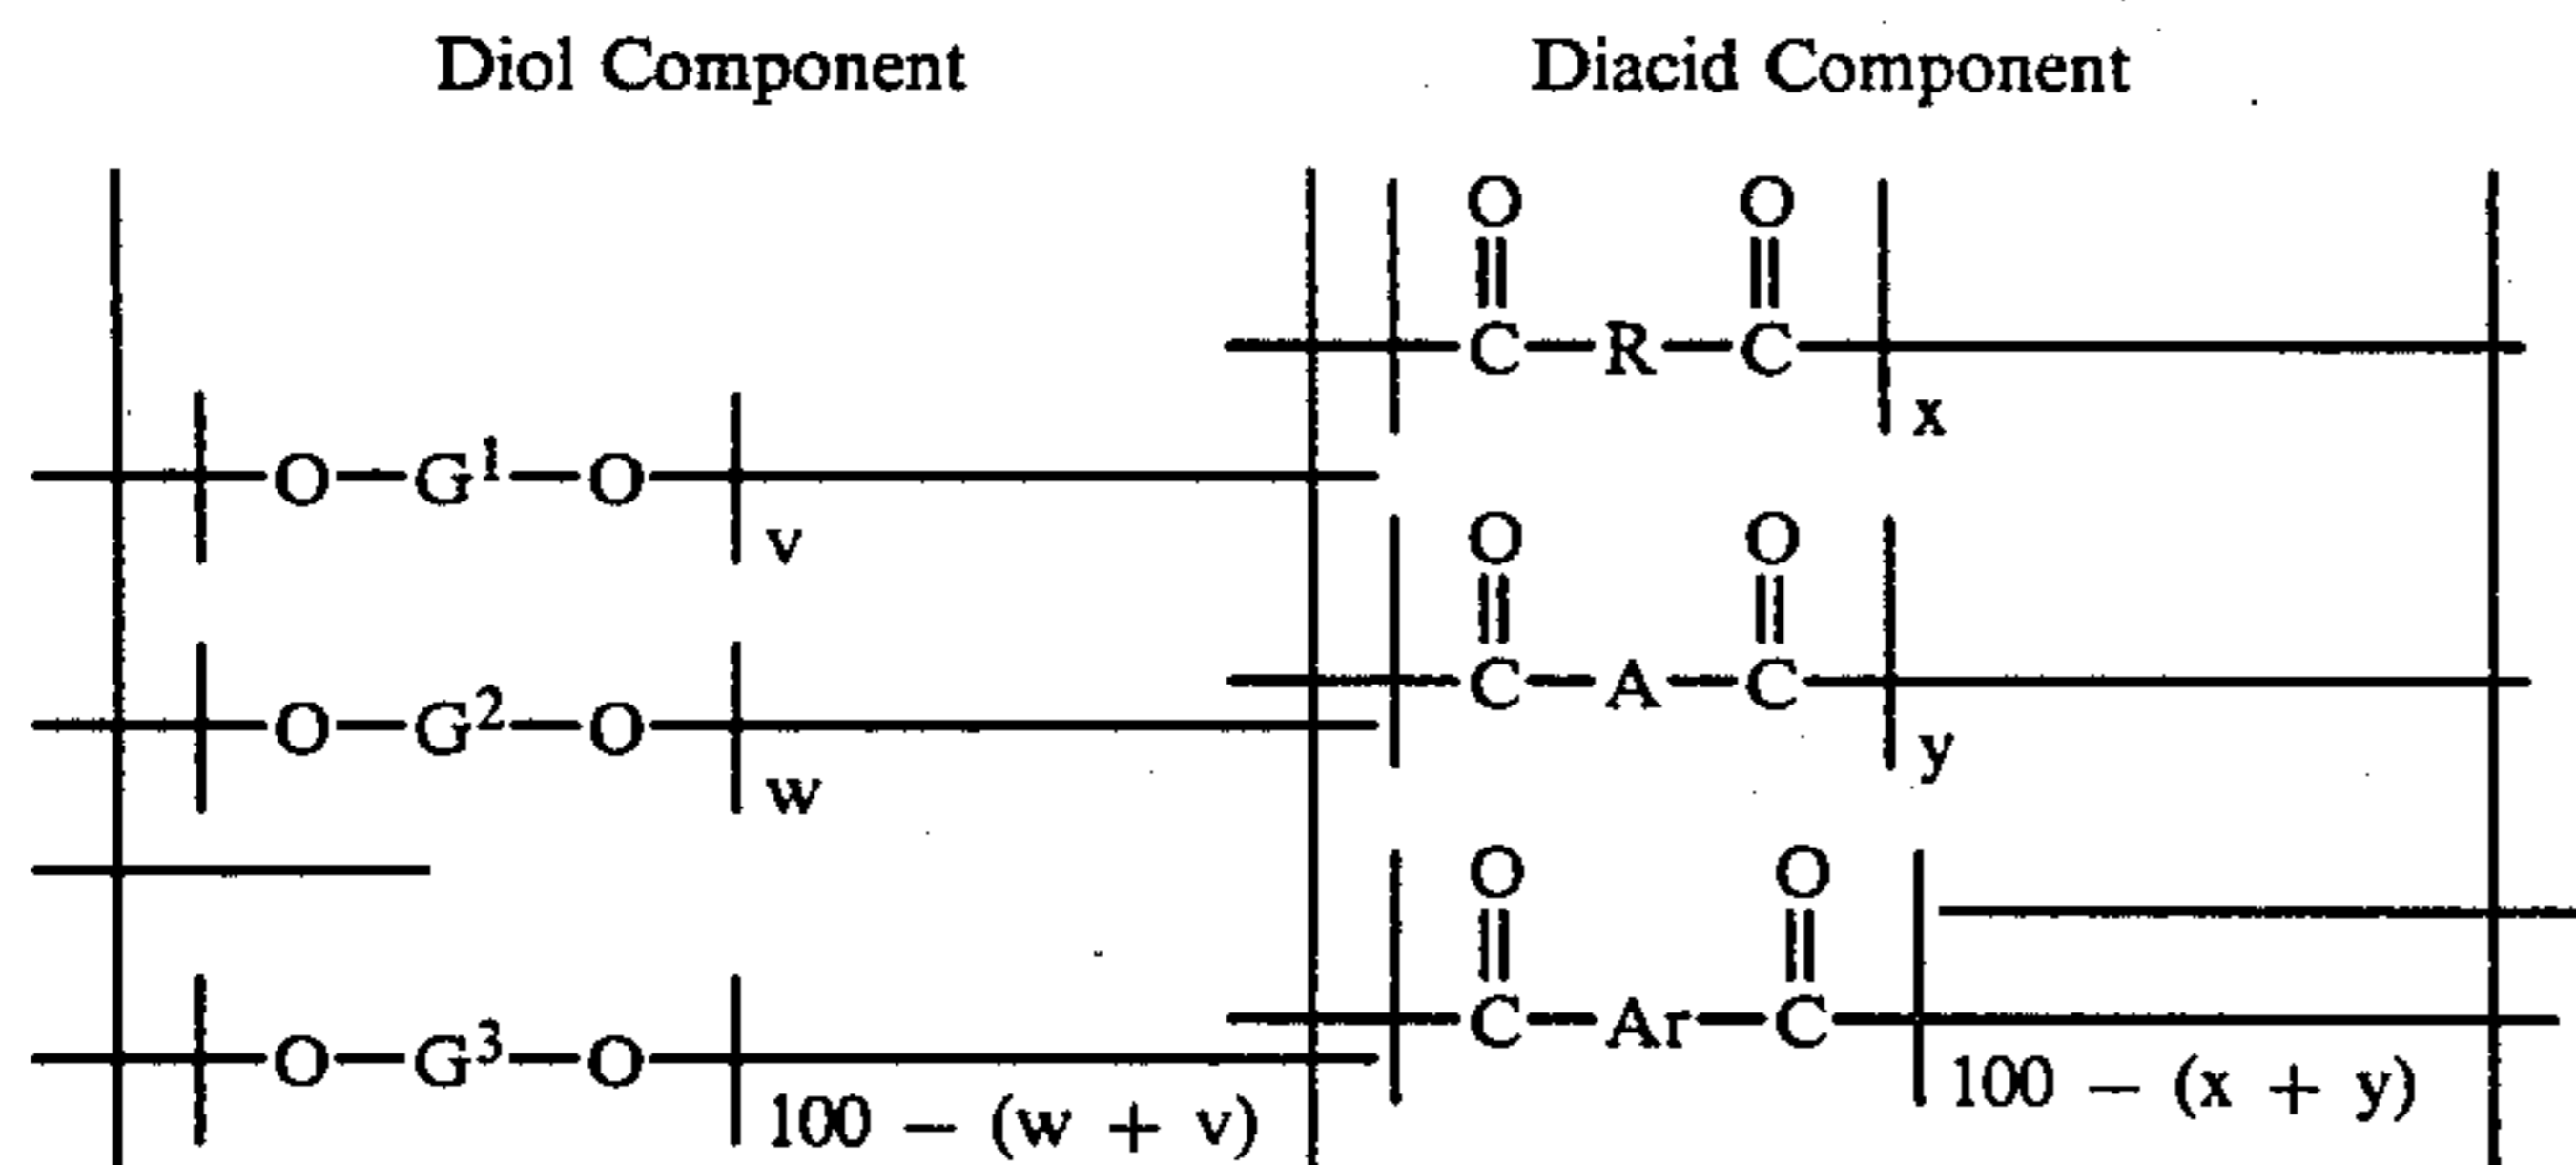 Diol Component
Diacid Component
O—G¹—O
v
O—G²—O
w
O—G³—O
100 − (w + v)
O O
C—R—C
x
O O
C—A—C
y
O O
C—Ar—C
100 − (x + y)